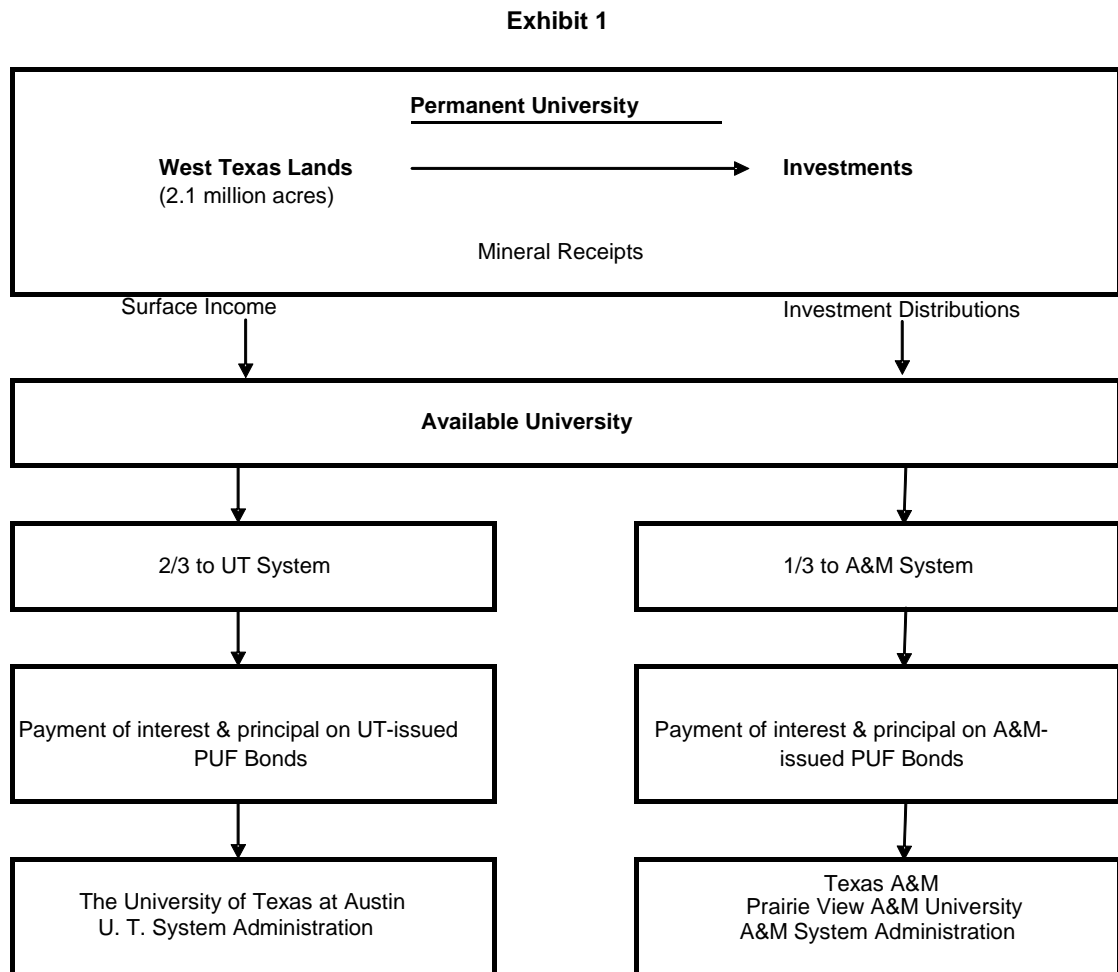 Exhibit 1
Permanent University
West Texas Lands
(2.1 million acres)
Investments
Mineral Receipts
Surface Income
Investment Distributions
Available University
2/3 to UT System
1/3 to A&M System
Payment of interest & principal on UT-issued
PUF Bonds
Payment of interest & principal on A&M-
issued PUF Bonds
The University of Texas at Austin
U. T. System Administration
Texas A&M
Prairie View A&M University
A&M System Administration